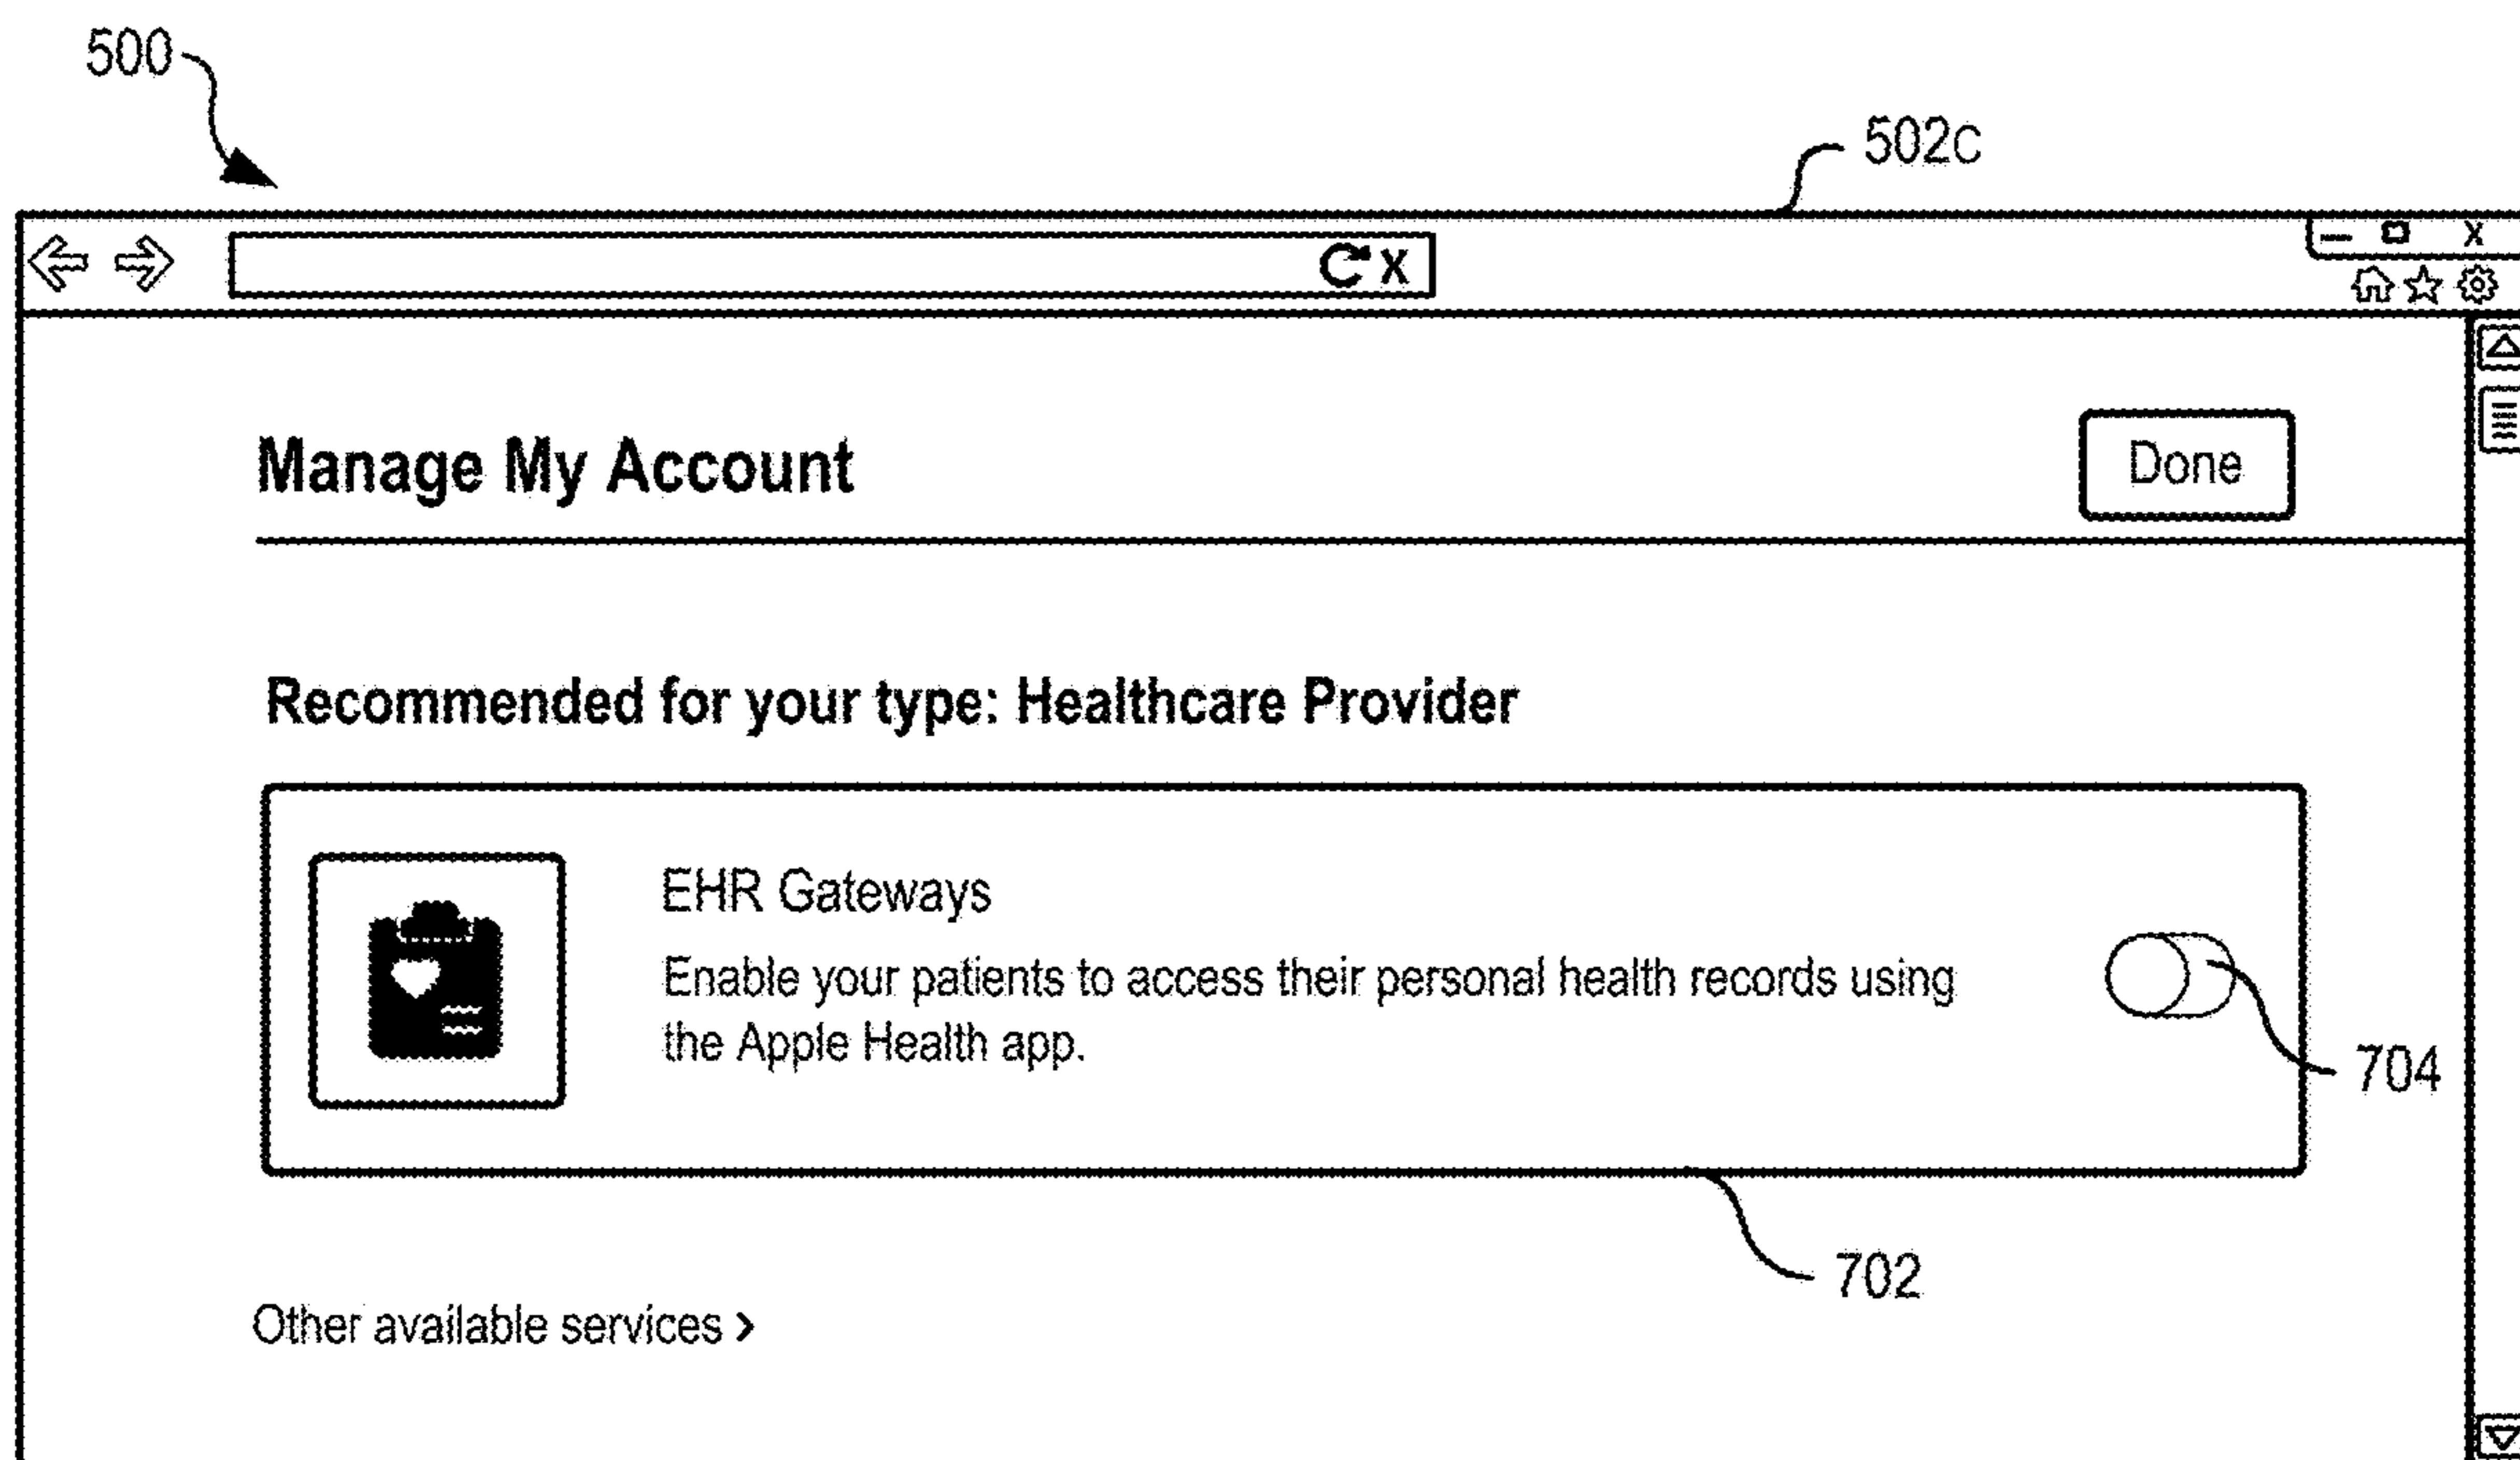 500
502c
X
X
Manage My Account
Done
Recommended for your type: Healthcare Provider
EHR Gateways
Enable your patients to access their personal health records using
the Apple Health app.
704
702
Other available services >